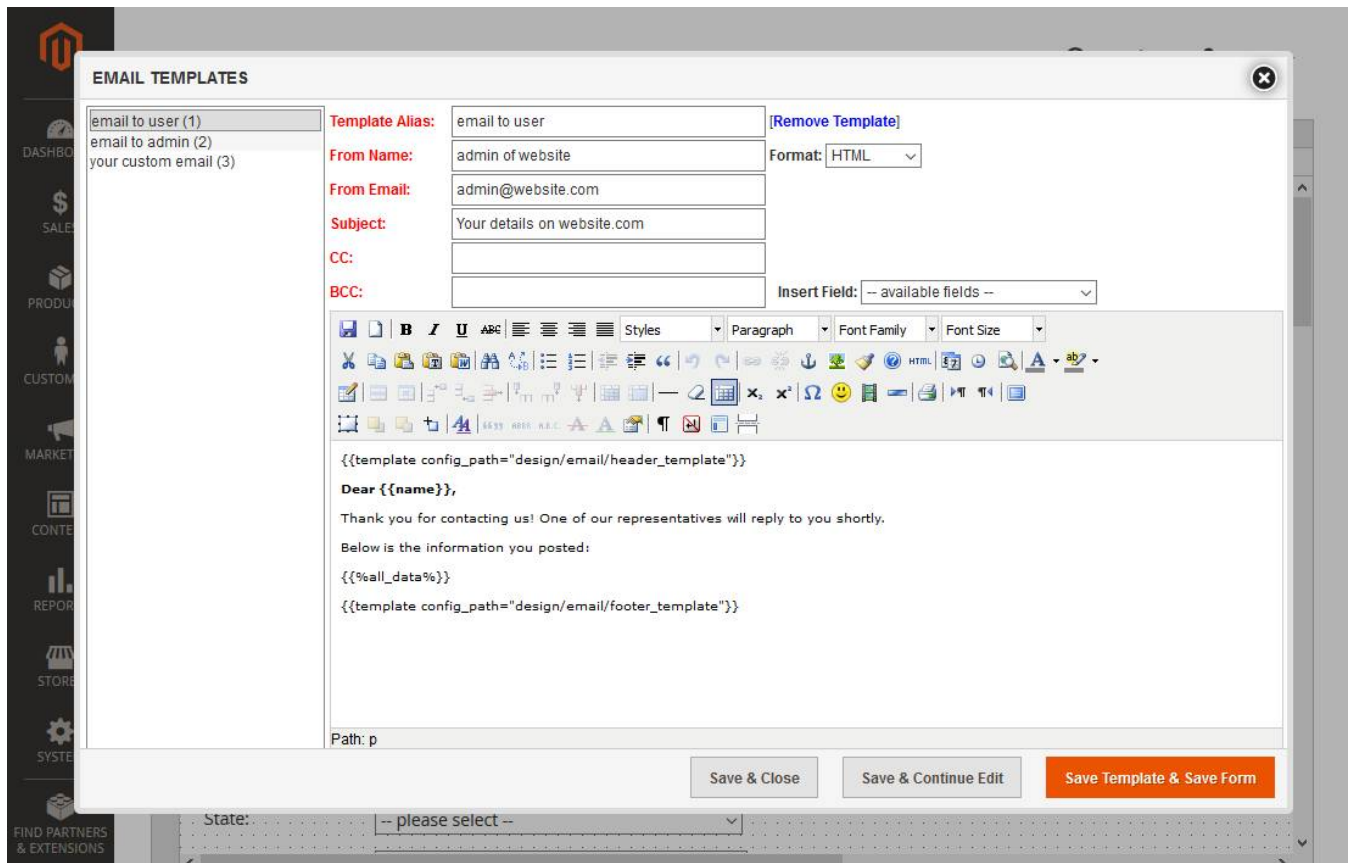 EMAIL TEMPLATES
email to user (1)
email to admin (2)
your custom email (3)
Template Alias: email to user [Remove Template]
From Name: admin of website Format: HTML
From Email: admin@website.com
Subject: Your details on website.com
CC:
BCC: Insert Field: -- available fields --
B I U ABC Styles Paragraph Font Family Font Size
HTML
{{template config_path="design/email/header_template"}}
Dear {{name}},
Thank you for contacting us! One of our representatives will reply to you shortly.
Below is the information you posted:
{{%all_data%}}
{{template config_path="design/email/footer_template"}}
Path: p
Save & Close Save & Continue Edit Save Template & Save Form
DASHBO
SALES
PRODU
CUSTOM
MARKET
CONTE
REPOR
STORE
SYSTE
FIND PARTNERS
& EXTENSIONS
State: -- please select --